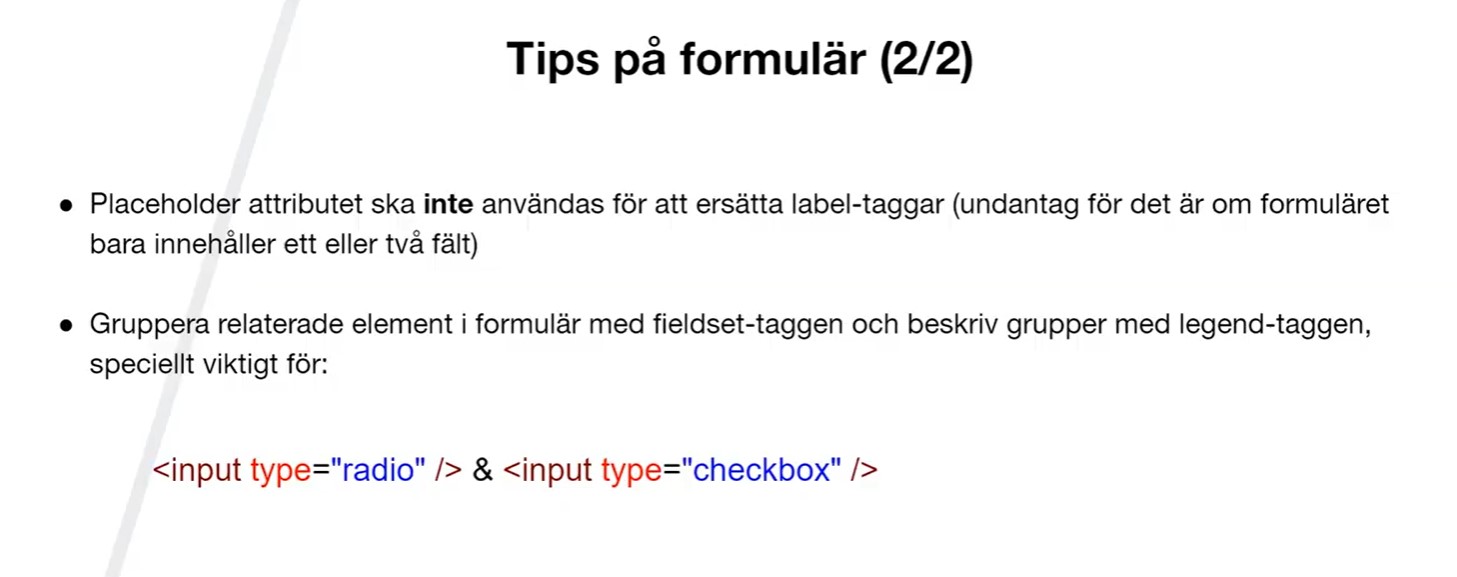 Tips på formulär (2/2)
● Placeholder attributet ska inte användas för att ersätta label-taggar (undantag för det är om formuläret
bara innehåller ett eller två fält)
● Gruppera relaterade element i formulär med fieldset-taggen och beskriv grupper med legend-taggen,
speciellt viktigt för:
<input type="radio" /> & <input type="checkbox" />